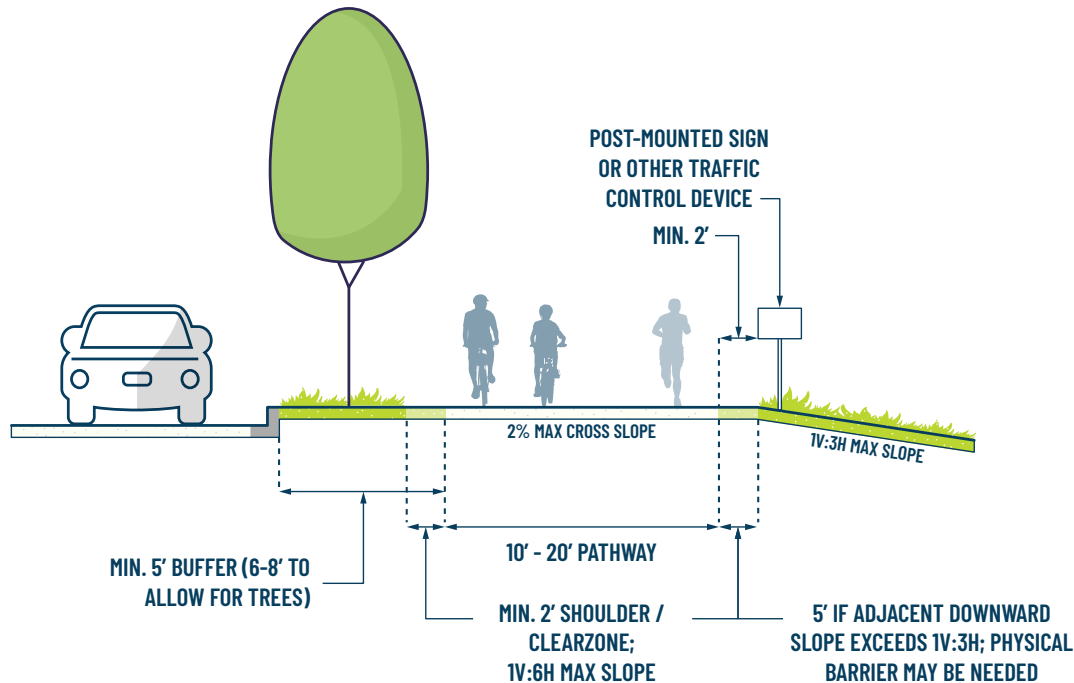 POST-MOUNTED SIGN
OR OTHER TRAFFIC
CONTROL DEVICE
MIN. 2'
2% MAX CROSS SLOPE
1V:3H MAX SLOPE
MIN. 5' BUFFER (6-8' TO
ALLOW FOR TREES)
10' - 20' PATHWAY
MIN. 2' SHOULDER /
CLEARZONE;
1V:6H MAX SLOPE
5' IF ADJACENT DOWNWARD
SLOPE EXCEEDS 1V:3H; PHYSICAL
BARRIER MAY BE NEEDED